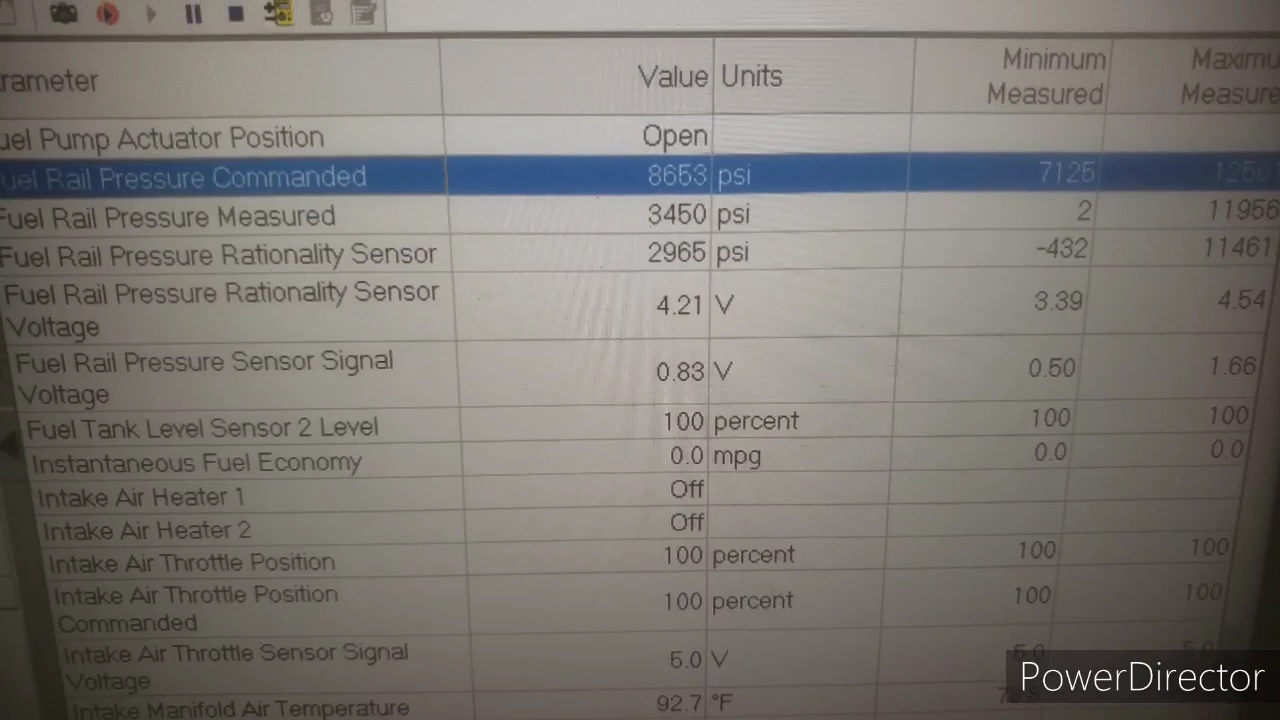 rameter Value Units Minimum Measured Maximu Measure
uel Pump Actuator Position Open
uel Rail Pressure Commanded 8653 psi 7125
Fuel Rail Pressure Measured 3450 psi 2 11956
Fuel Rail Pressure Rationality Sensor 2965 psi -432 11461
Fuel Rail Pressure Rationality Sensor Voltage 4.21 V 3.39 4.54
Fuel Rail Pressure Sensor Signal Voltage 0.83 V 0.50 1.66
Fuel Tank Level Sensor 2 Level 100 percent 100 100
Instantaneous Fuel Economy 0.0 mpg 0.0 0.0
Intake Air Heater 1 Off
Intake Air Heater 2 Off
Intake Air Throttle Position 100 percent 100 100
Intake Air Throttle Position Commanded 100 percent 100 100
Intake Air Throttle Sensor Signal Voltage 5.0 V 5.0 5.0
Intake Manifold Air Temperature 92.7 °F
PowerDirector